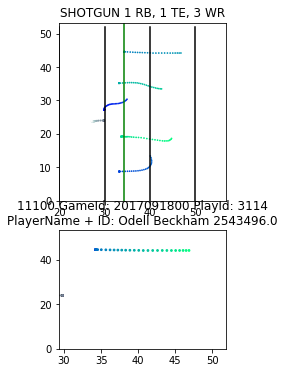 SHOTGUN 1 RB, 1 TE, 3 WR
50
40
30
20
10
0
20 30 40 50
11100 GameId: 2017091800 PlayId: 3114
PlayerName + ID: Odell Beckham 2543496.0
40
20
0
30 35 40 45 50